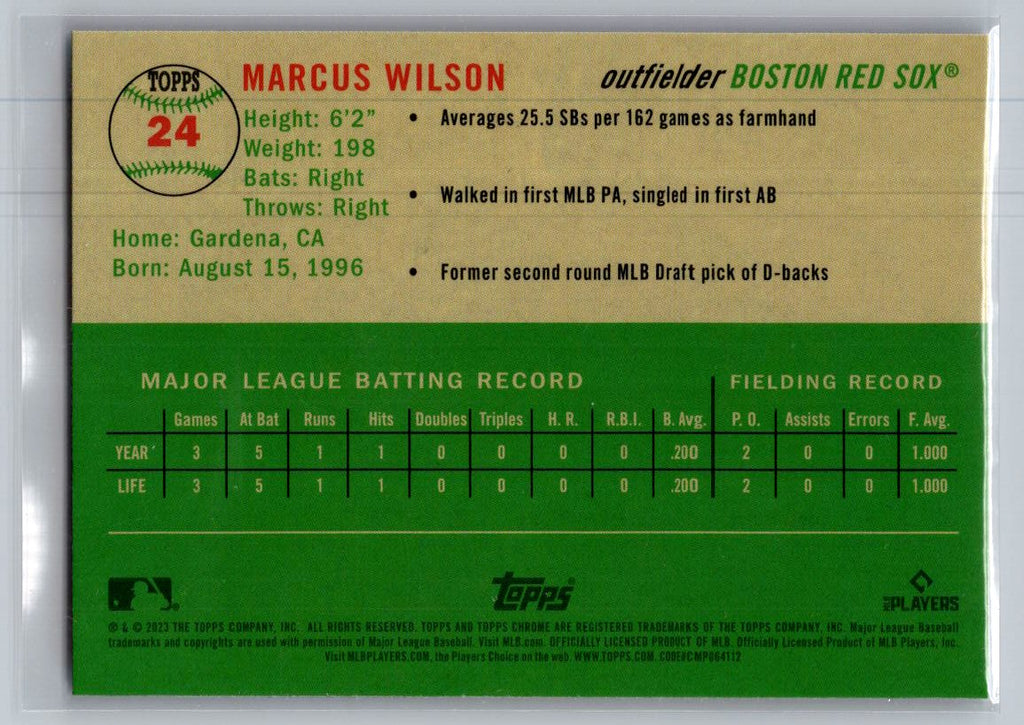 TOPPS
24
MARCUS WILSON
outfielder BOSTON RED SOX®
Height: 6'2"
Weight: 198
Bats: Right
Throws: Right
Home: Gardena, CA
Born: August 15, 1996
• Averages 25.5 SBs per 162 games as farmhand
• Walked in first MLB PA, singled in first AB
• Former second round MLB Draft pick of D-backs
MAJOR LEAGUE BATTING RECORD FIELDING RECORD
Games At Bat Runs Hits Doubles Triples H. R. R.B.I. B. Avg. P. O. Assists Errors F. Avg.
YEAR 3 5 1 1 0 0 0 0 .200 2 0 0 1.000
LIFE 3 5 1 1 0 0 0 0 .200 2 0 0 1.000
topps®
MLB PLAYERS
® & © 2023 THE TOPPS COMPANY, INC. ALL RIGHTS RESERVED. TOPPS AND TOPPS CHROME ARE REGISTERED TRADEMARKS OF THE TOPPS COMPANY, INC. Major League Baseball
trademarks and copyrights are used with permission of Major League Baseball. Visit MLB.com. OFFICIALLY LICENSED PRODUCT OF MLB. Officially Licensed Product of MLB Players, Inc.
Visit MLBPLAYERS.COM, the Players Choice on the web. WWW.TOPPS.COM CODE#CMP064112